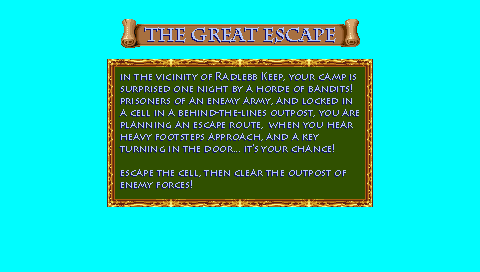 THE GREAT ESCAPE
IN THE VICINITY OF RADLEBB KEEP, YOUR CAMP IS
SURPRISED ONE NIGHT BY A HORDE OF BANDITS!
PRISONERS OF AN ENEMY ARMY, AND LOCKED IN
A CELL IN A BEHIND-THE-LINES OUTPOST, YOU ARE
PLANNING AN ESCAPE ROUTE, WHEN YOU HEAR
HEAVY FOOTSTEPS APPROACH, AND A KEY
TURNING IN THE DOOR... IT'S YOUR CHANCE!
ESCAPE THE CELL, THEN CLEAR THE OUTPOST OF
ENEMY FORCES!